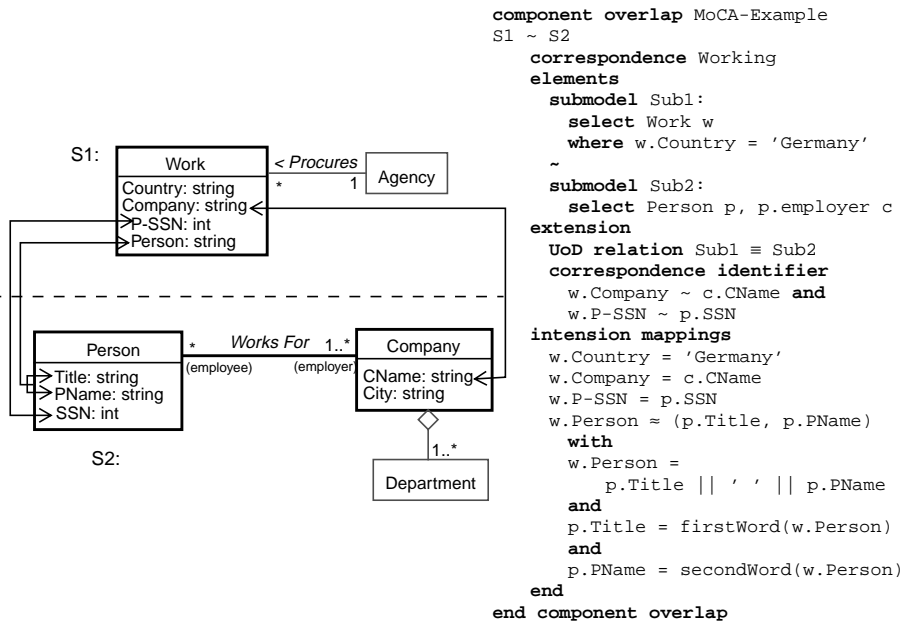 S1:
Work
Country: string
Company: string
P-SSN: int
Person: string
< Procures
*
1
Agency
Person
Title: string
PName: string
SSN: int
*
Works For
1..*
(employee)
(employer)
Company
CName: string
City: string
1..*
Department
S2:
component overlap MoCA-Example
S1 ~ S2
correspondence Working
elements
submodel Sub1:
select Work w
where w.Country = ’Germany’
~
submodel Sub2:
select Person p, p.employer c
extension
UoD relation Sub1 ≡ Sub2
correspondence identifier
w.Company ~ c.CName and
w.P-SSN ~ p.SSN
intension mappings
w.Country = ’Germany’
w.Company = c.CName
w.P-SSN = p.SSN
w.Person ≈ (p.Title, p.PName)
with
w.Person =
p.Title || ’ ’ || p.PName
and
p.Title = firstWord(w.Person)
and
p.PName = secondWord(w.Person)
end
end component overlap